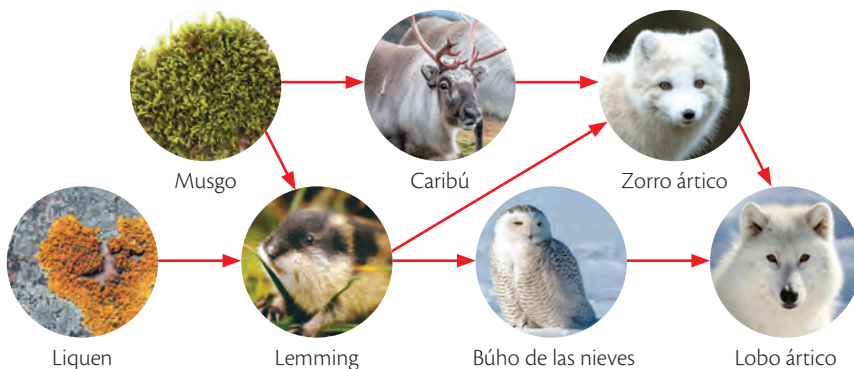 Musgo
Caribú
Zorro ártico
Liquen
Lemming
Búho de las nieves
Lobo ártico